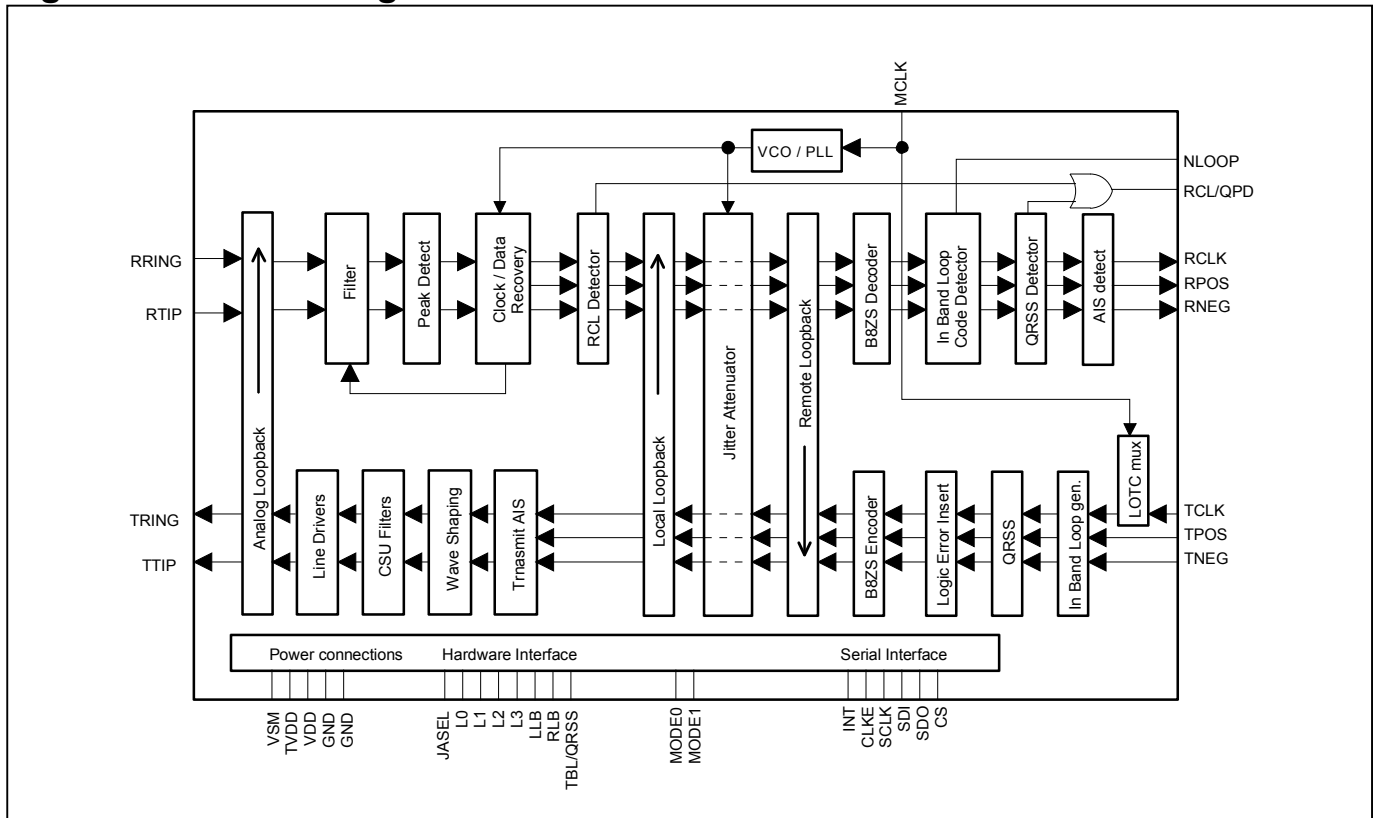 MCLK
VCO / PLL
NLOOP
RCL/QPD
RRING
RTIP
Filter
Peak Detect
Clock / Data
Recovery
RCL Detector
B8ZS Decoder
In Band Loop
Code Detector
QRSS Detector
AIS detect
RCLK
RPOS
RNEG
Analog Loopback
Local Loopback
Jitter Attenuator
Remote Loopback
LOTC mux
TRING
TTIP
Line Drivers
CSU Filters
Wave Shaping
Trnasmit AIS
B8ZS Encoder
Logic Error Insert
QRSS
In Band Loop gen.
TCLK
TPOS
TNEG
Power connections
Hardware Interface
Serial Interface
VSM
TVDD
VDD
GND
GND
JASEL
L0
L1
L2
L3
LLB
RLB
TBL/QRSS
MODE0
MODE1
INT
CLKE
SCLK
SDI
SDO
CS